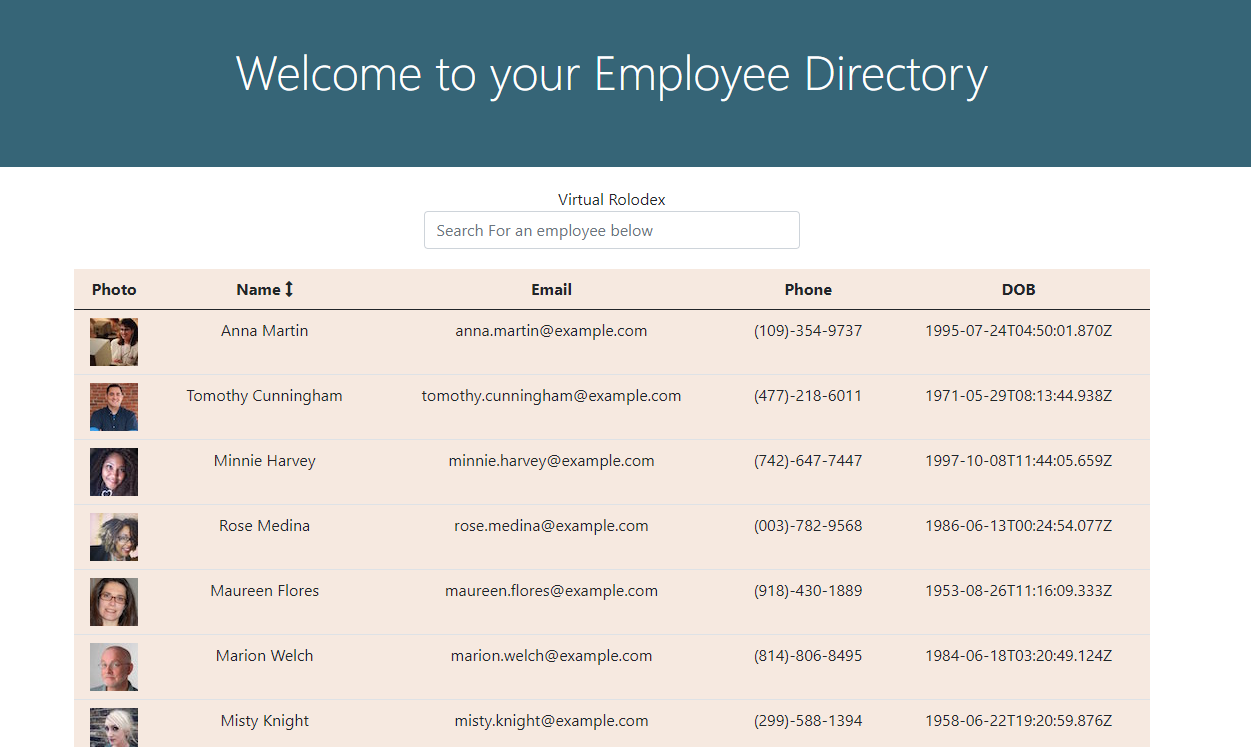 Welcome to your Employee Directory
Virtual Rolodex
Search For an employee below
Photo Name Email Phone DOB
Anna Martin anna.martin@example.com (109)-354-9737 1995-07-24T04:50:01.870Z
Tomothy Cunningham tomothy.cunningham@example.com (477)-218-6011 1971-05-29T08:13:44.938Z
Minnie Harvey minnie.harvey@example.com (742)-647-7447 1997-10-08T11:44:05.659Z
Rose Medina rose.medina@example.com (003)-782-9568 1986-06-13T00:24:54.077Z
Maureen Flores maureen.flores@example.com (918)-430-1889 1953-08-26T11:16:09.333Z
Marion Welch marion.welch@example.com (814)-806-8495 1984-06-18T03:20:49.124Z
Misty Knight misty.knight@example.com (299)-588-1394 1958-06-22T19:20:59.876Z